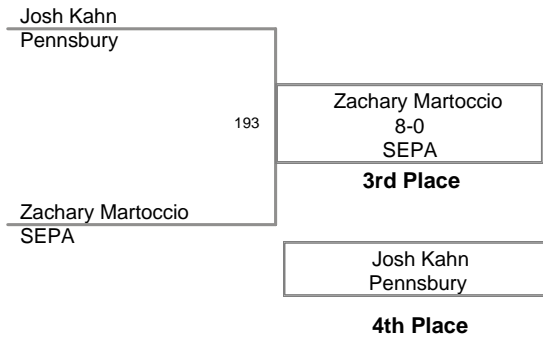 Josh Kahn
Pennsbury
193
Zachary Martoccio
8-0
SEPA
3rd Place
Zachary Martoccio
SEPA
Josh Kahn
Pennsbury
4th Place